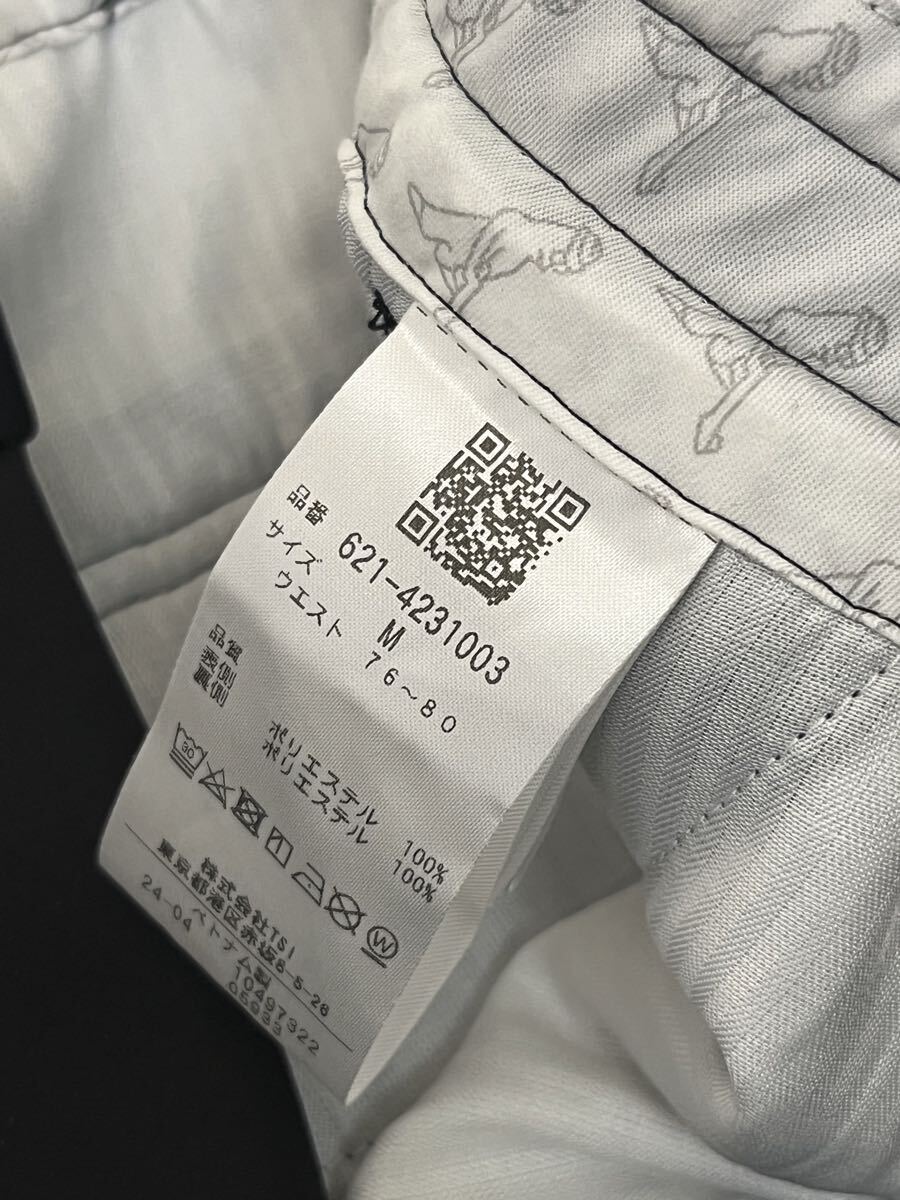 品番 621-4231003
サイズ M
ウエスト 76～80
品質
表側 ポリエステル 100%
裏側 ポリエステル 100%
30
W
株式会社TSI
東京都港区赤坂8-5-28
24-04 ベトナム製
10497322
05933